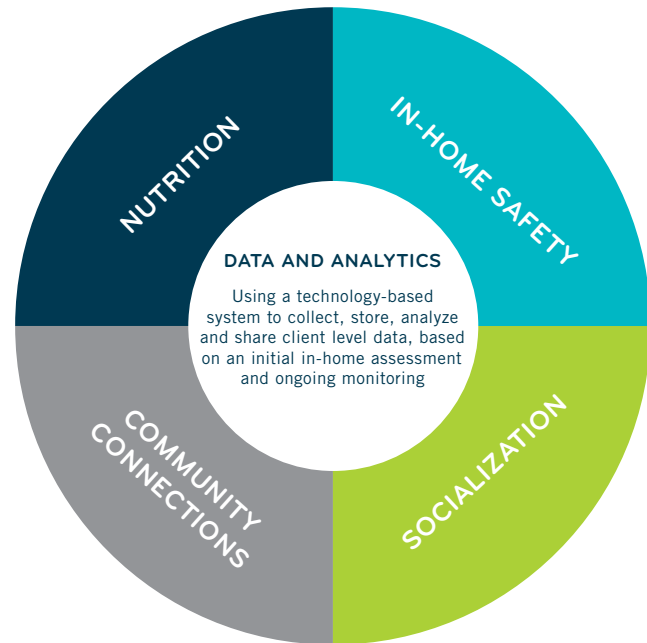 NUTRITION
IN-HOME SAFETY
DATA AND ANALYTICS
Using a technology-based
system to collect, store, analyze
and share client level data, based
on an initial in-home assessment
and ongoing monitoring
COMMUNITY
CONNECTIONS
SOCIALIZATION